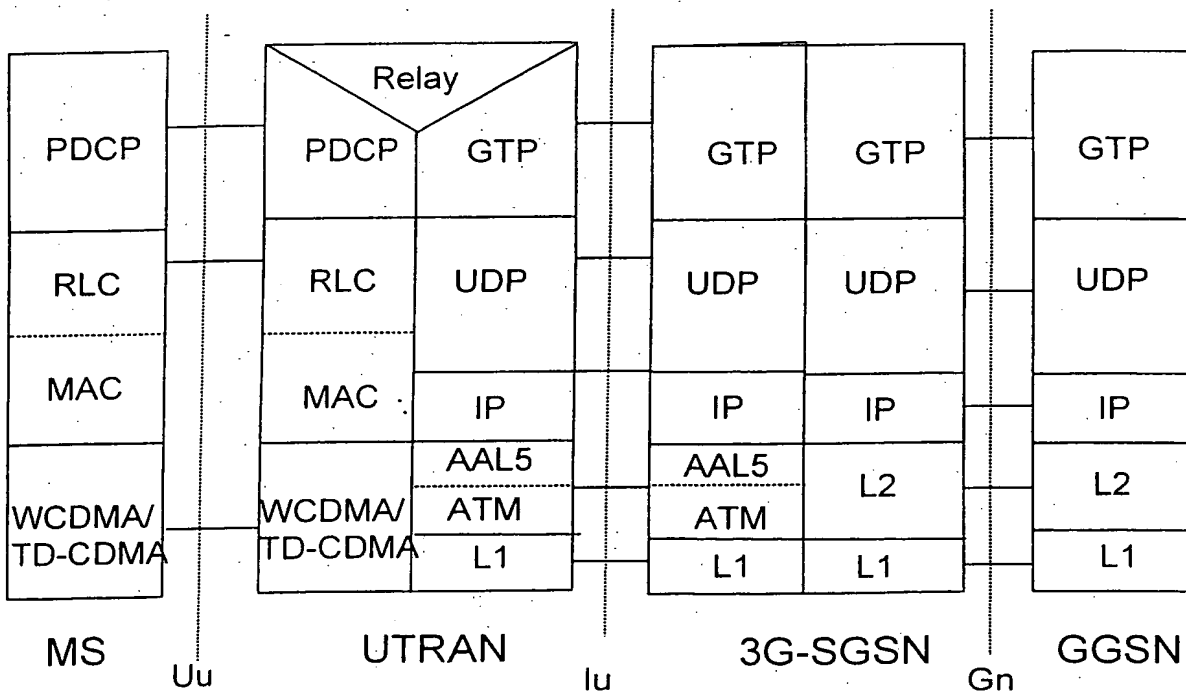 Relay
PDCP PDCP GTP GTP GTP GTP
RLC RLC UDP UDP UDP UDP
MAC MAC IP IP IP IP
AAL5 AAL5
L2 L2
ATM ATM
WCDMA/ WCDMA/
TD-CDMA TD-CDMA L1 L1 L1 L1
MS UTRAN 3G-SGSN GGSN
Uu Iu Gn